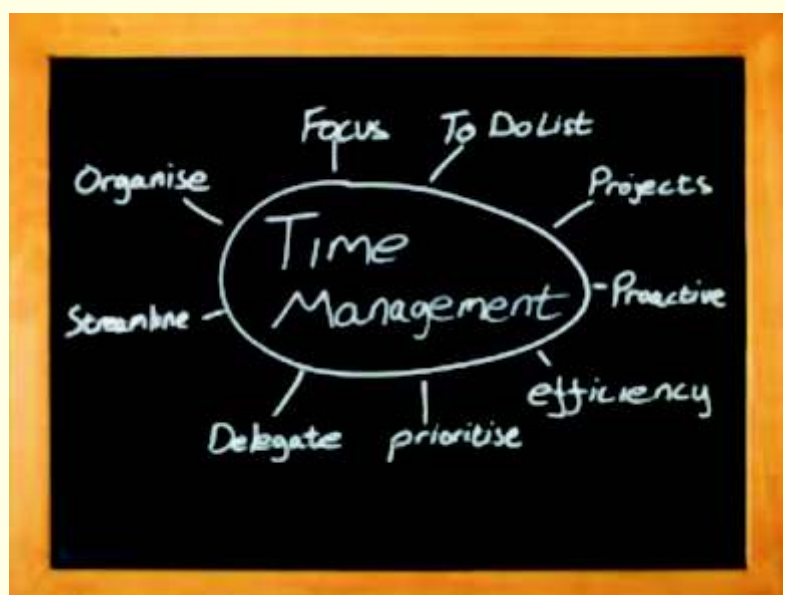 Focus
To Do List
Organise
Projects
Time
Management
Proactive
Streamline
efficiency
Delegate
prioritise